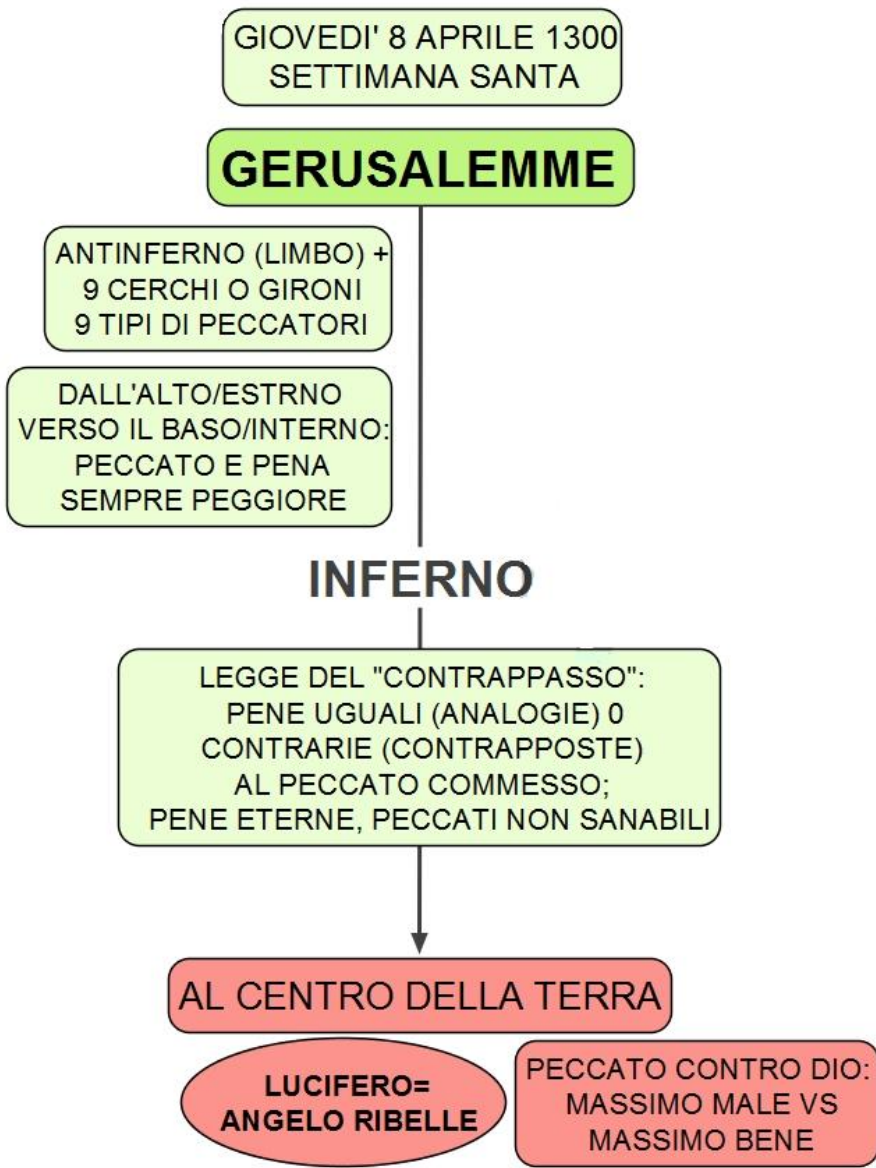 GIOVEDI' 8 APRILE 1300
SETTIMANA SANTA
GERUSALEMME
ANTINFERNO (LIMBO) +
9 CERCHI O GIRONI
9 TIPI DI PECCATORI
DALL'ALTO/ESTRNO
VERSO IL BASO/INTERNO:
PECCATO E PENA
SEMPRE PEGGIORE
INFERNO
LEGGE DEL "CONTRAPPASSO":
PENE UGUALI (ANALOGIE) 0
CONTRARIE (CONTRAPPOSTE)
AL PECCATO COMMESSO;
PENE ETERNE, PECCATI NON SANABILI
AL CENTRO DELLA TERRA
LUCIFERO=
ANGELO RIBELLE
PECCATO CONTRO DIO:
MASSIMO MALE VS
MASSIMO BENE